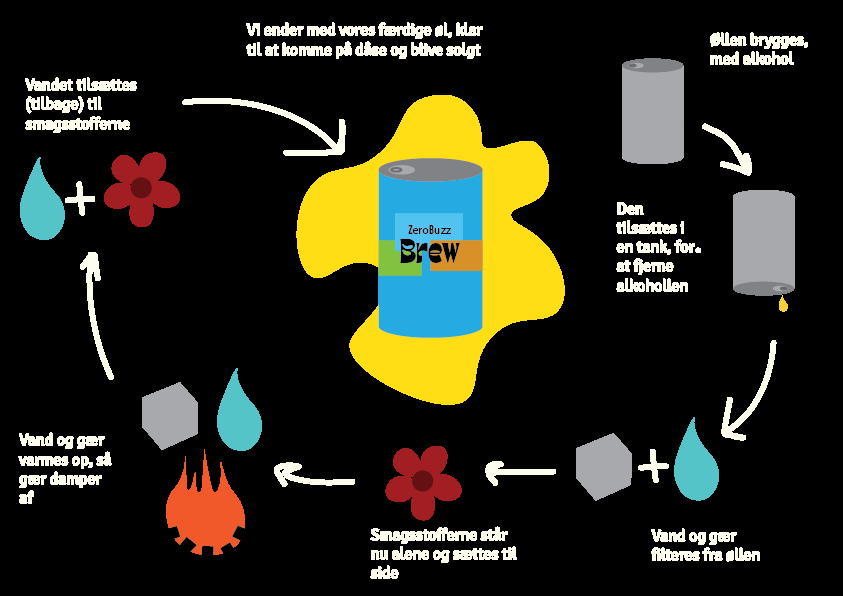 Vi ender med vores færdige øl, klar
til at komme på dåse og blive solgt
Øllen brygges,
med alkohol
Den
tilsættes i
en tank, for
at fjerne
alkohollen
Vand og gær
filteres fra øllen
Smagsstofferne står
nu alene og sættes til
side
Vand og gær
varmes op, så
gær damper
af
Vandet tilsættes
(tilbage) til
smagsstofferne
ZeroBuzz
Brew